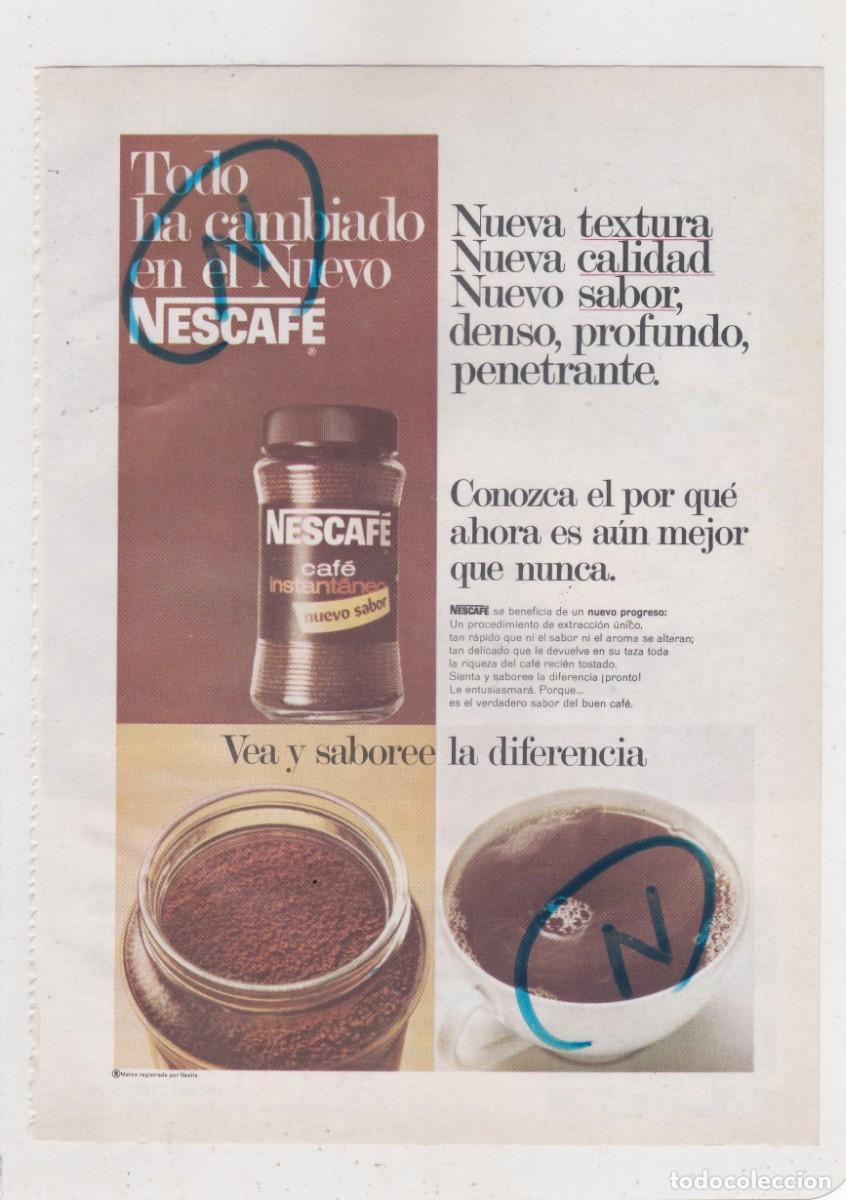 Todo
ha cambiado
en el Nuevo
NESCAFÉ
®
N
Nueva textura
Nueva calidad
Nuevo sabor,
denso, profundo,
penetrante.
NESCAFÉ
café
instantáneo
nuevo sabor
Conozca el por qué
ahora es aún mejor
que nunca.
NESCAFÉ se beneficia de un nuevo progreso:
Un procedimiento de extracción único,
tan rápido que ni el sabor ni el aroma se alteran;
tan delicado que le devuelve en su taza toda
la riqueza del café recién tostado.
Sienta y saboree la diferencia ¡pronto!
Le entusiasmará. Porque...
es el verdadero sabor del buen café.
Vea y saboree la diferencia
N
® Marca registrada por Nestlé
todocoleccion